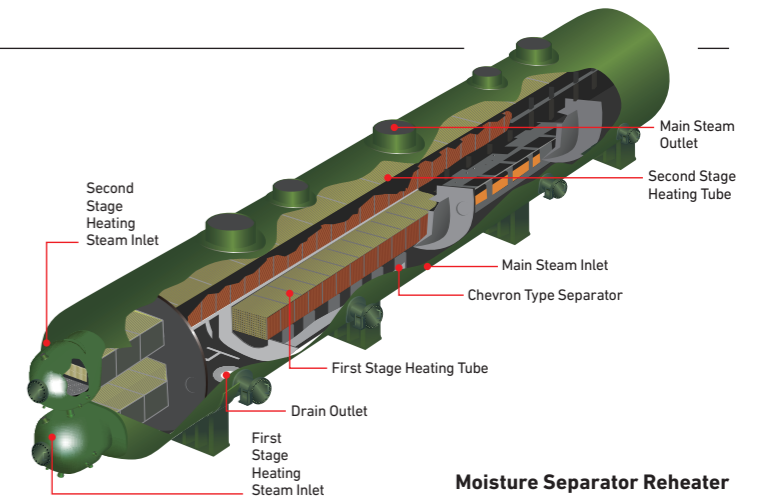 Main Steam
Outlet
Second Stage
Heating Tube
Second
Stage
Heating
Steam Inlet
Main Steam Inlet
Chevron Type Separator
First Stage Heating Tube
Drain Outlet
First
Stage
Heating
Steam Inlet
Moisture Separator Reheater